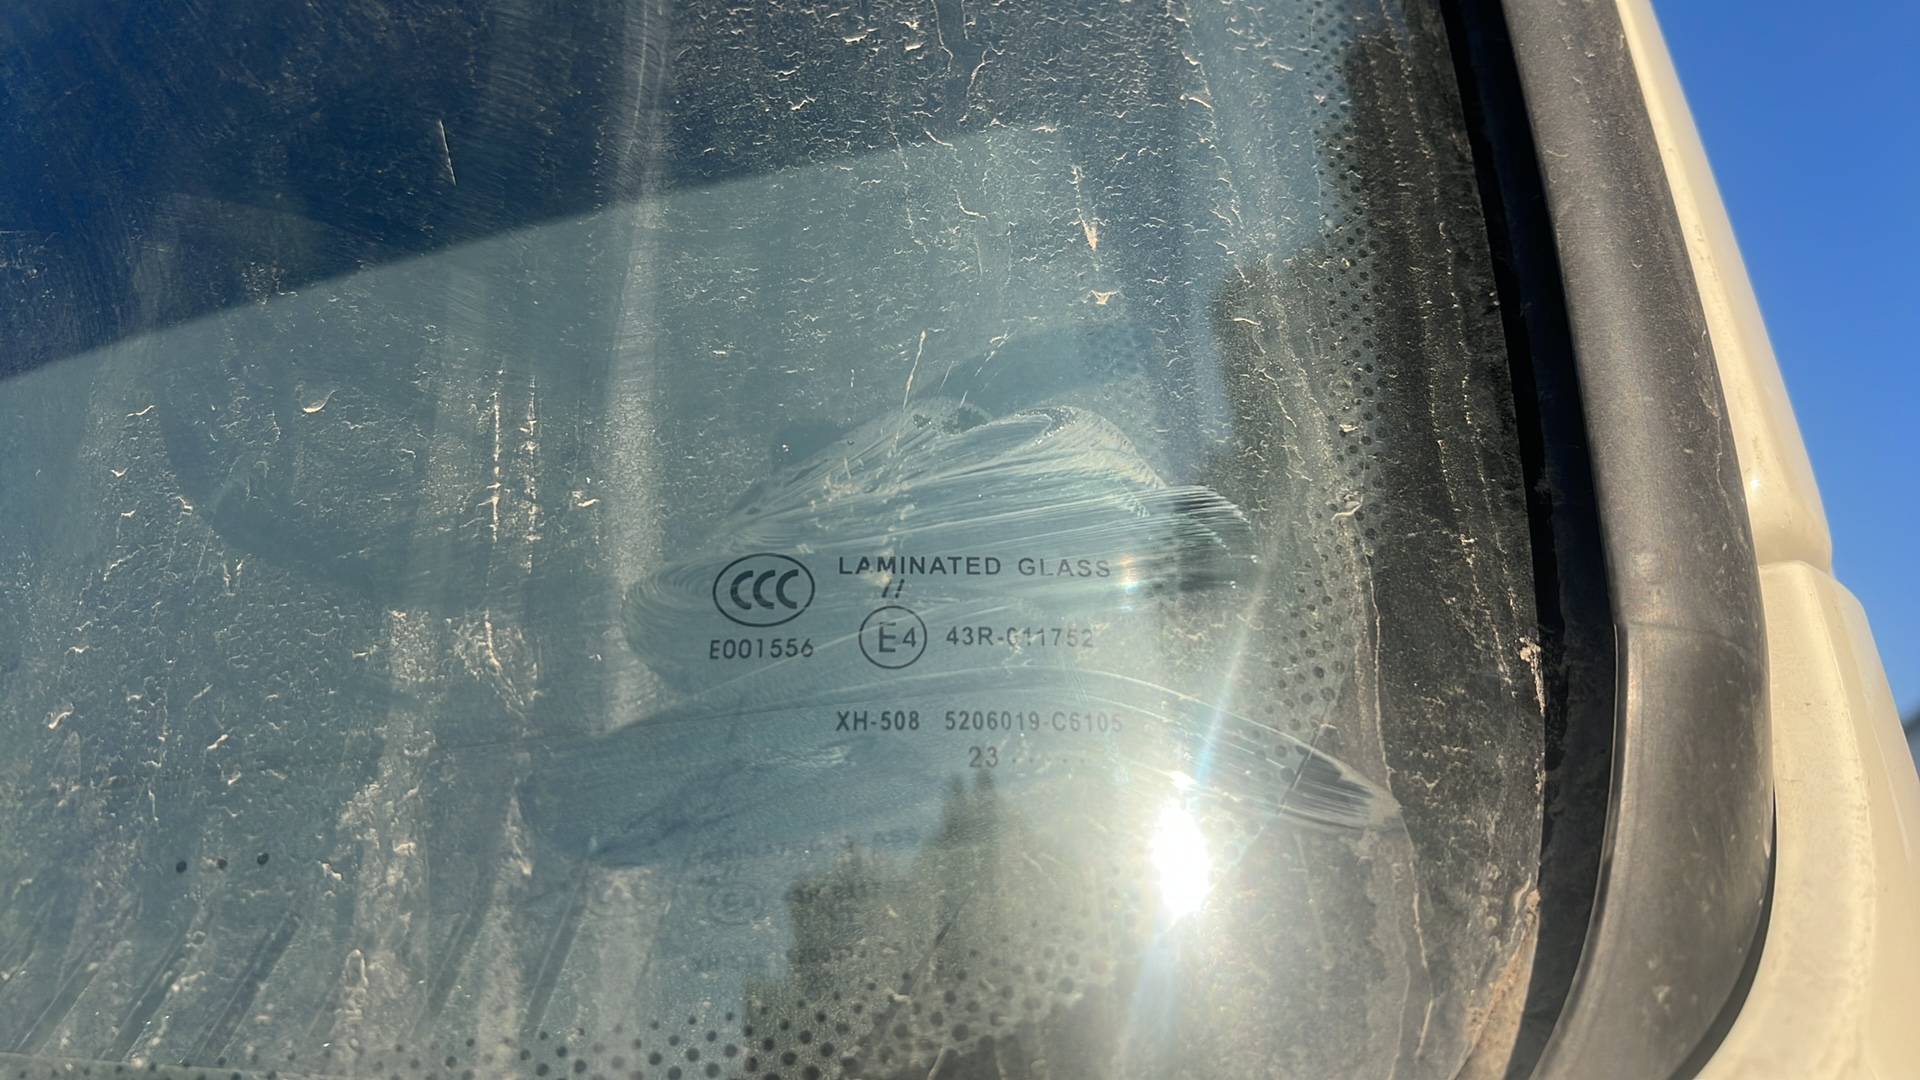 CCC LAMINATED GLASS
//
E001556 E4 43R-011752
XH-508 5206019-C6105
23 . . . . .